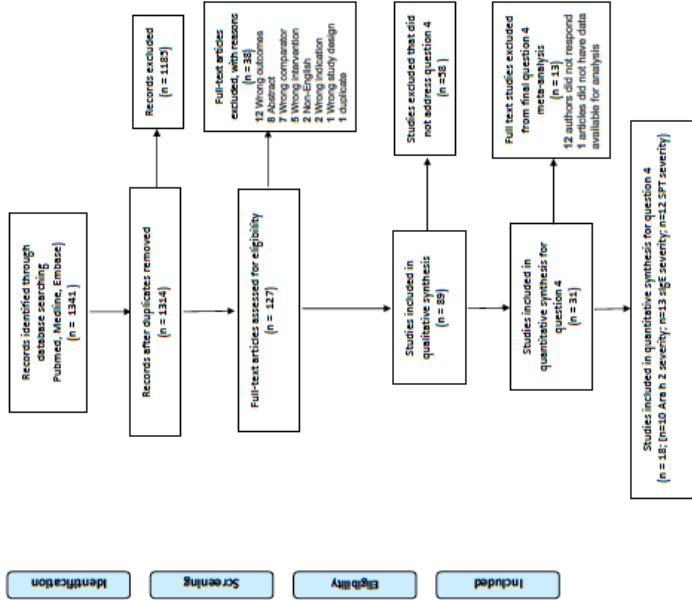 Records identified through
database searching
Pubmed, Medline, Embase)
(n = 1341 )
Records after duplicates removed
(n = 1314)
Records excluded
(n = 1185)
Full-text articles assessed for eligibility
(n = 127)
Full-text articles
excluded, with reasons
(n = 38)
12 Wrong outcomes
8 Abstract
7 Wrong comparator
5 Wrong intervention
2 Non-English
2 Wrong indication
1 Wrong study design
1 duplicate
Studies included in
qualitative synthesis
(n = 89)
Studies excluded that did
not address question 4
(n =58 )
Studies included in
quantitative synthesis for
question 4
(n = 31)
Full text studies excluded
from final question 4
meta-analysis
(n = 13)
12 authors did not respond
1 articles did not have data
available for analysis
Studies included in quantitative synthesis for question 4
(n = 18; [n=10 Ara h 2 severity; n=13 sIgE severity; n=12 SPT severity)
Identification
Screening
Eligibility
Included